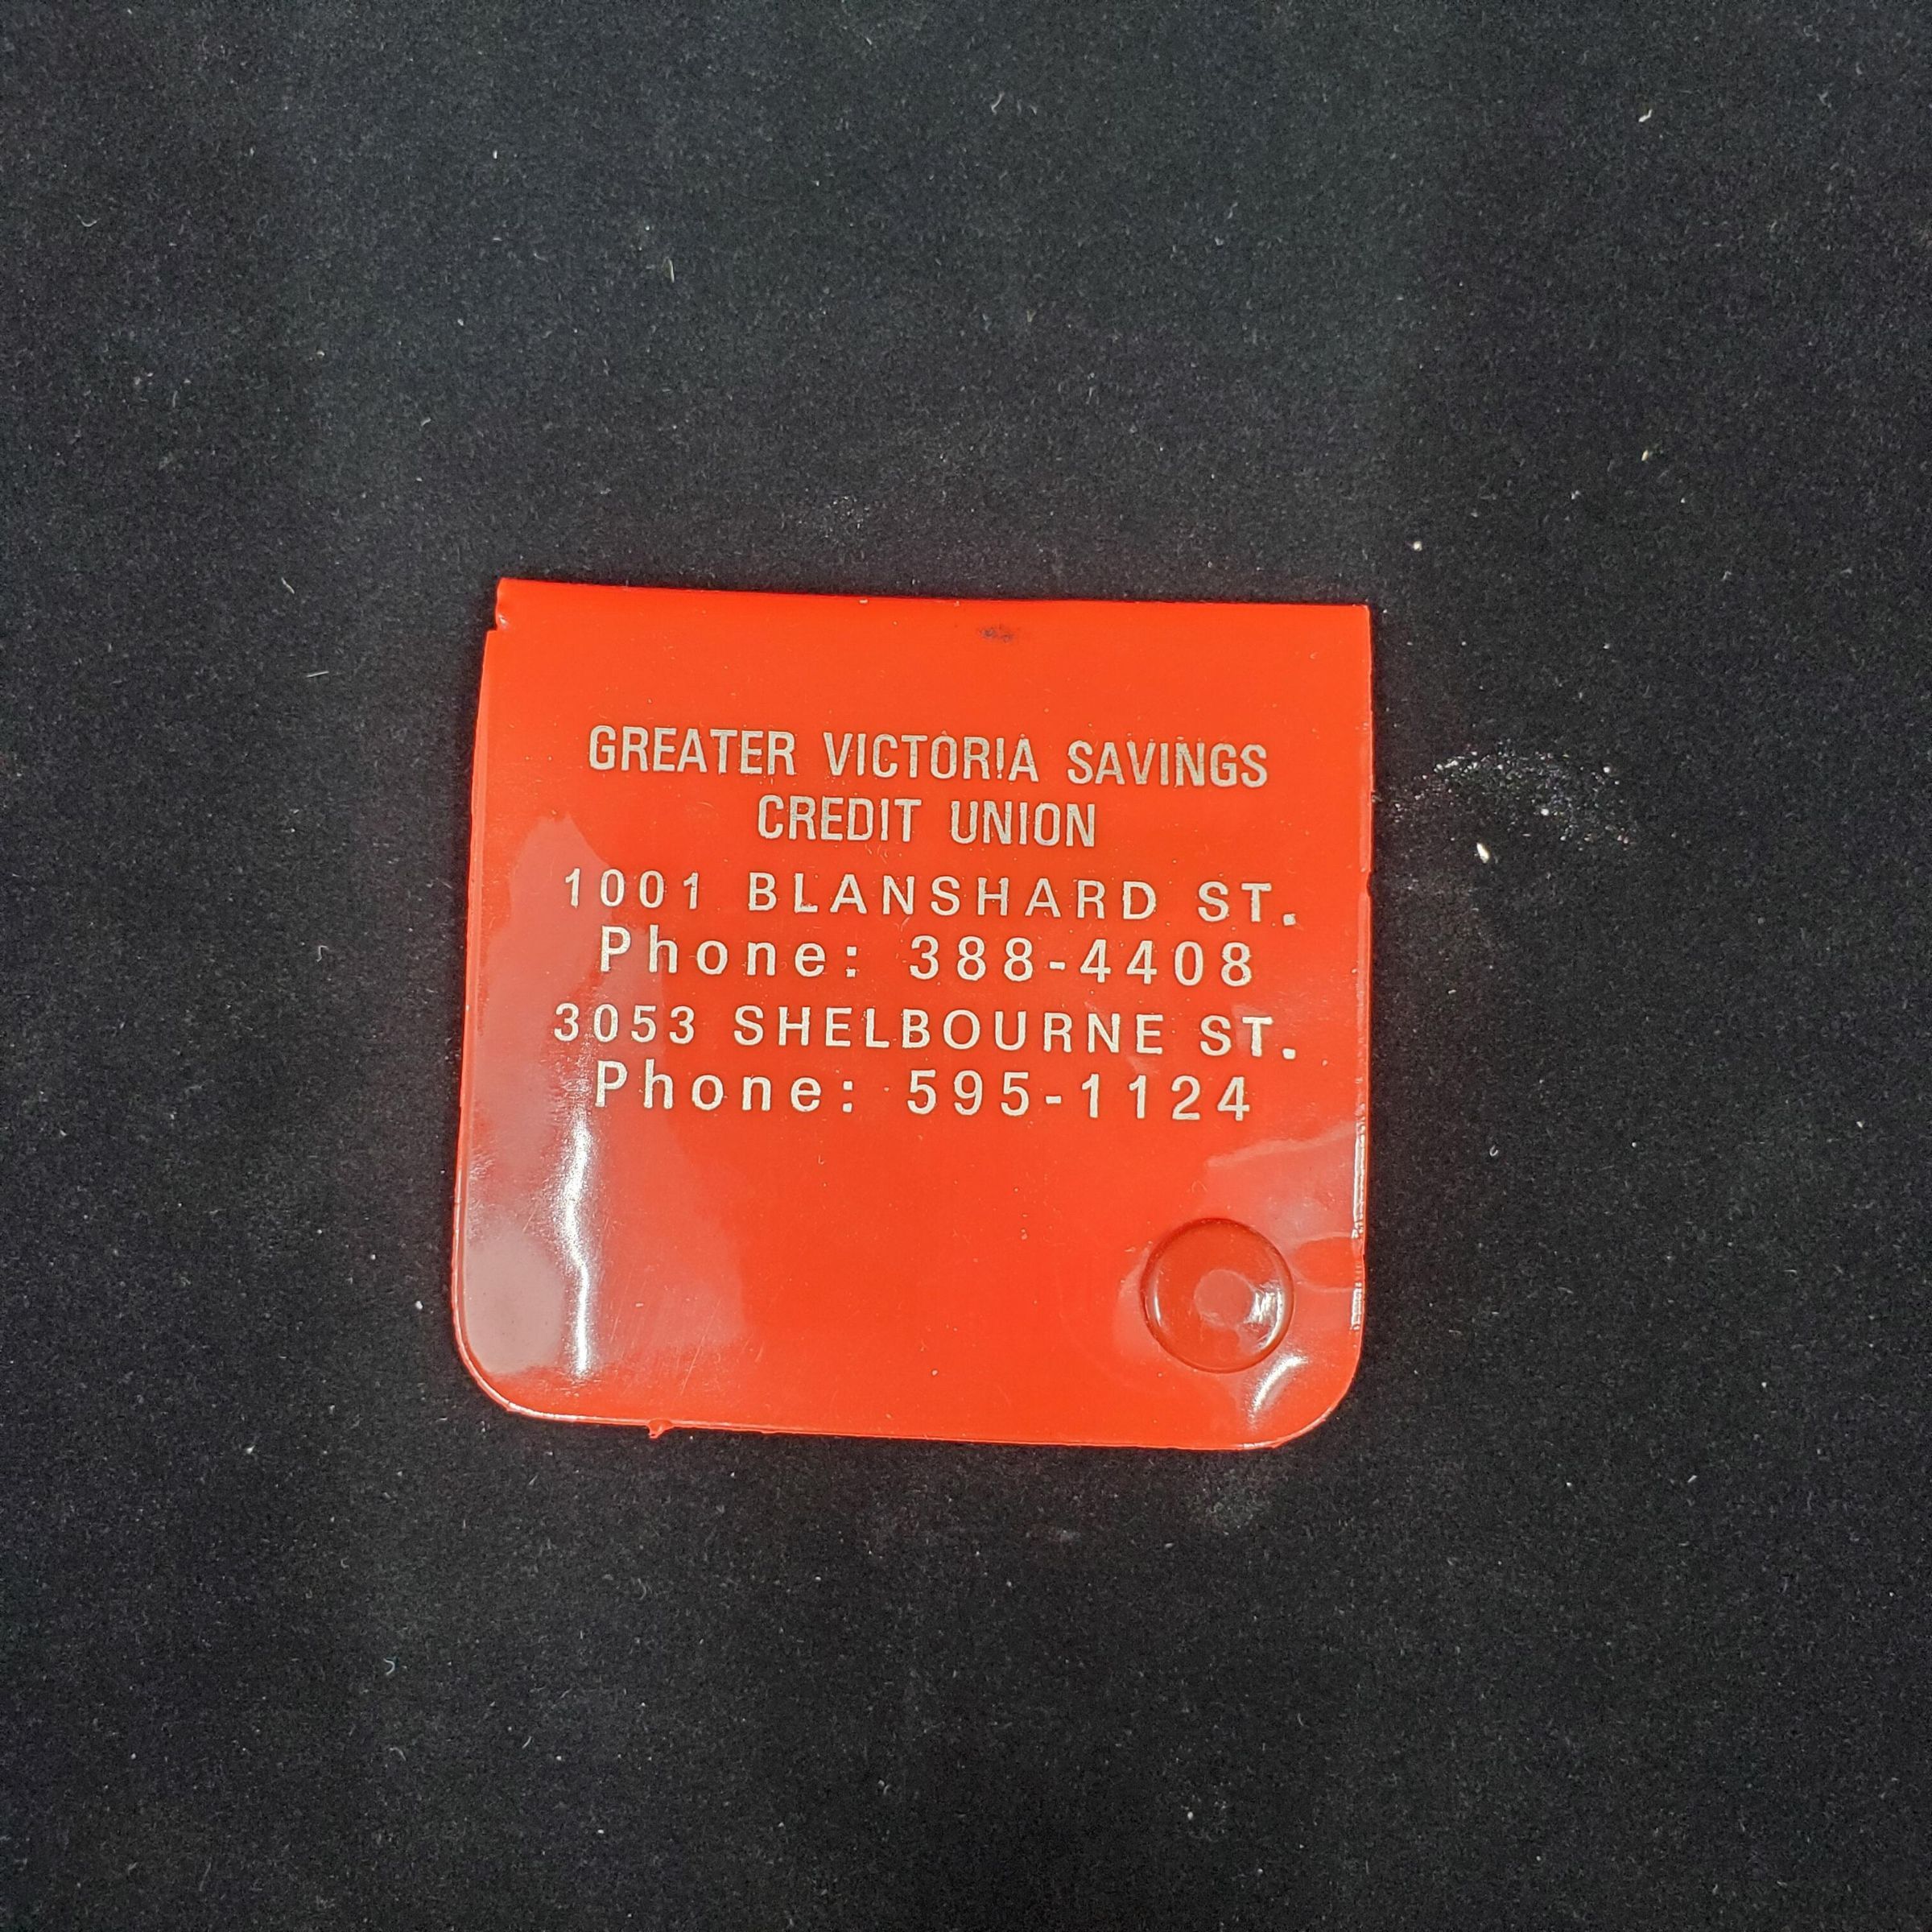 GREATER VICTORIA SAVINGS
CREDIT UNION
1001 BLANSHARD ST.
Phone: 388-4408
3053 SHELBOURNE ST.
Phone: 595-1124